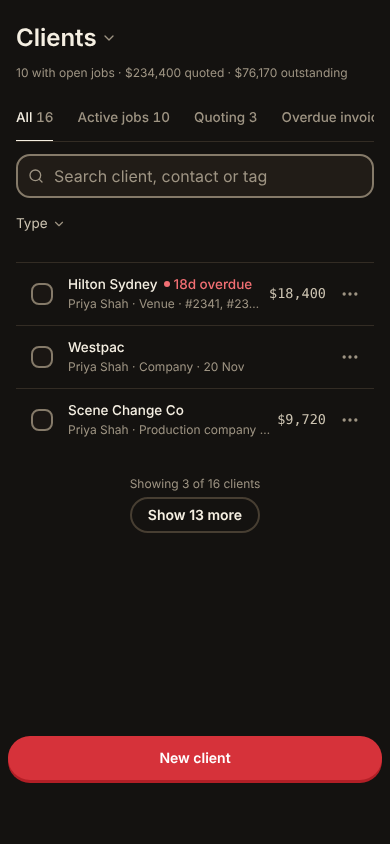 Clients
10 with open jobs · $234,400 quoted · $76,170 outstanding
All 16 Active jobs 10 Quoting 3 Overdue invoic
Search client, contact or tag
Type
Hilton Sydney 18d overdue $18,400
Priya Shah · Venue · #2341, #23...
Westpac
Priya Shah · Company · 20 Nov
Scene Change Co $9,720
Priya Shah · Production company ...
Showing 3 of 16 clients
Show 13 more
New client